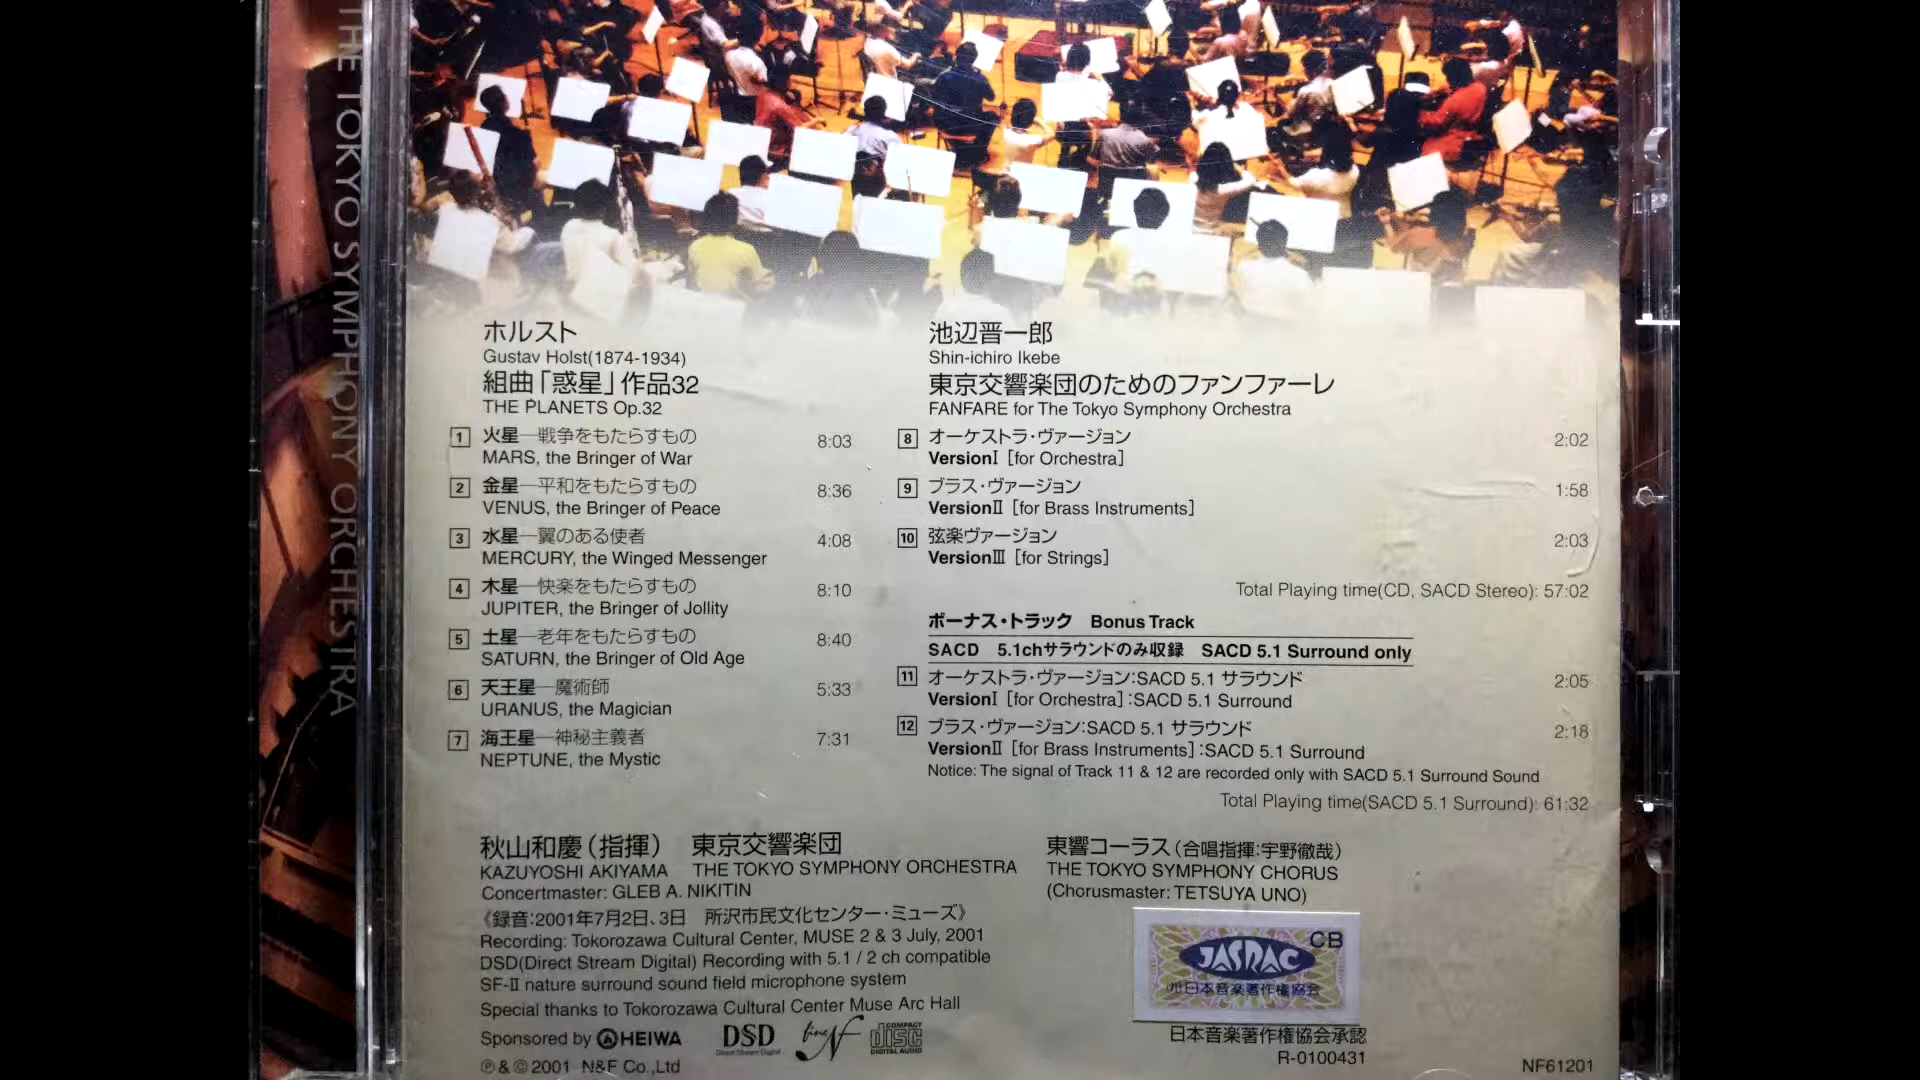 THE TOKYO SYMPHONY ORCHESTRA
ホルスト
Gustav Holst(1874-1934)
組曲「惑星」作品32
THE PLANETS Op.32
1 火星─戦争をもたらすもの 8:03
MARS, the Bringer of War
2 金星─平和をもたらすもの 8:36
VENUS, the Bringer of Peace
3 水星─翼のある使者 4:08
MERCURY, the Winged Messenger
4 木星─快楽をもたらすもの 8:10
JUPITER, the Bringer of Jollity
5 土星─老年をもたらすもの 8:40
SATURN, the Bringer of Old Age
6 天王星─魔術師 5:33
URANUS, the Magician
7 海王星─神秘主義者 7:31
NEPTUNE, the Mystic
池辺晋一郎
Shin-ichiro Ikebe
東京交響楽団のためのファンファーレ
FANFARE for The Tokyo Symphony Orchestra
8 オーケストラ・ヴァージョン 2:02
VersionⅠ [for Orchestra]
9 ブラス・ヴァージョン 1:58
VersionⅡ [for Brass Instruments]
10 弦楽ヴァージョン 2:03
VersionⅢ [for Strings]
Total Playing time(CD, SACD Stereo): 57:02
ボーナス・トラック Bonus Track
SACD 5.1chサラウンドのみ収録 SACD 5.1 Surround only
11 オーケストラ・ヴァージョン:SACD 5.1 サラウンド 2:05
VersionⅠ [for Orchestra] :SACD 5.1 Surround
12 ブラス・ヴァージョン:SACD 5.1 サラウンド 2:18
VersionⅡ [for Brass Instruments] :SACD 5.1 Surround
Notice: The signal of Track 11 & 12 are recorded only with SACD 5.1 Surround Sound
Total Playing time(SACD 5.1 Surround): 61:32
秋山和慶(指揮) 東京交響楽団
KAZUYOSHI AKIYAMA THE TOKYO SYMPHONY ORCHESTRA
Concertmaster: GLEB A. NIKITIN
東響コーラス(合唱指揮:宇野徹哉)
THE TOKYO SYMPHONY CHORUS
(Chorusmaster: TETSUYA UNO)
《録音:2001年7月2日、3日 所沢市民文化センター・ミューズ》
Recording: Tokorozawa Cultural Center, MUSE 2 & 3 July, 2001
DSD(Direct Stream Digital) Recording with 5.1 / 2 ch compatible
SF-Ⅱ nature surround sound field microphone system
Special thanks to Tokorozawa Cultural Center Muse Arc Hall
Sponsored by HEIWA
DSD
Direct Stream Digital
fine NF
COMPACT
disc
DIGITAL AUDIO
Ⓟ & © 2001 N&F Co.,Ltd
CB
JASRAC
(社)日本音楽著作権協会
日本音楽著作権協会承認
R-0100431
NF61201